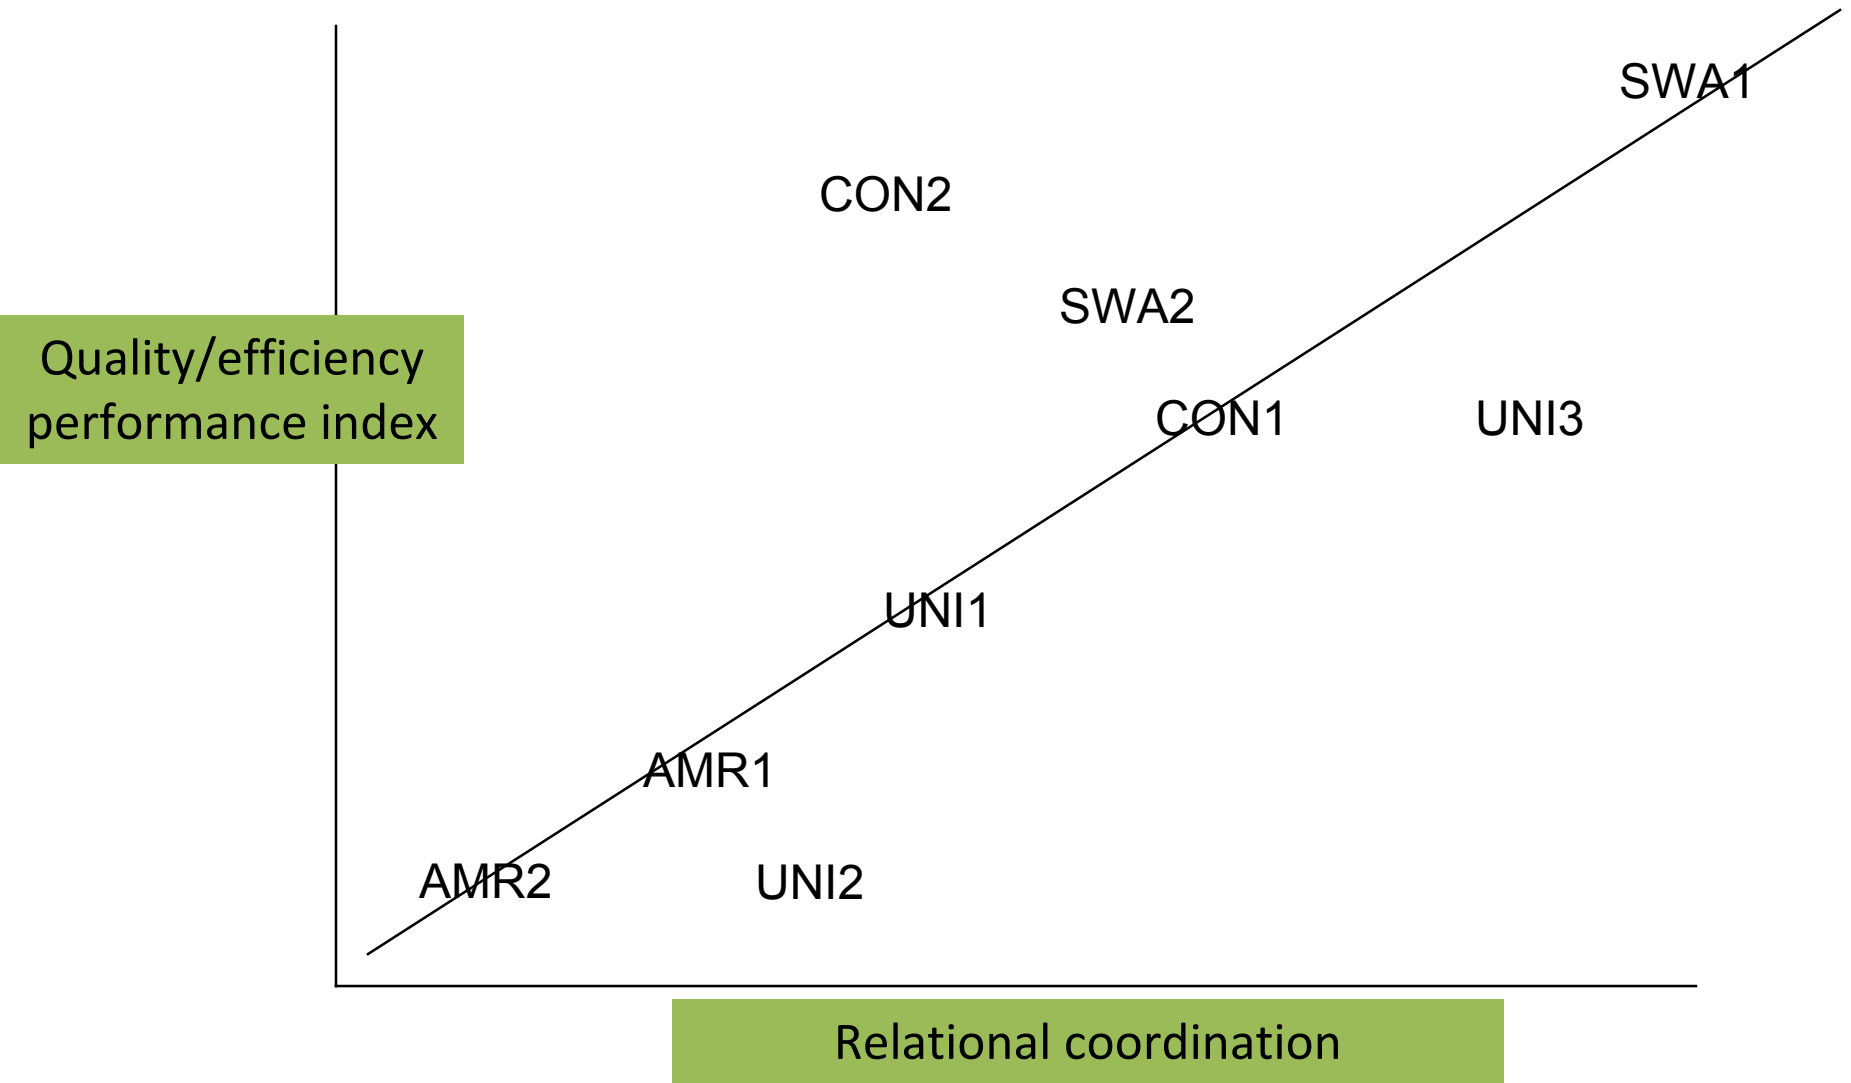 SWA1
CON2
SWA2
Quality/efficiency
performance index
CON1
UNI3
UNI1
AMR1
AMR2
UNI2
Relational coordination